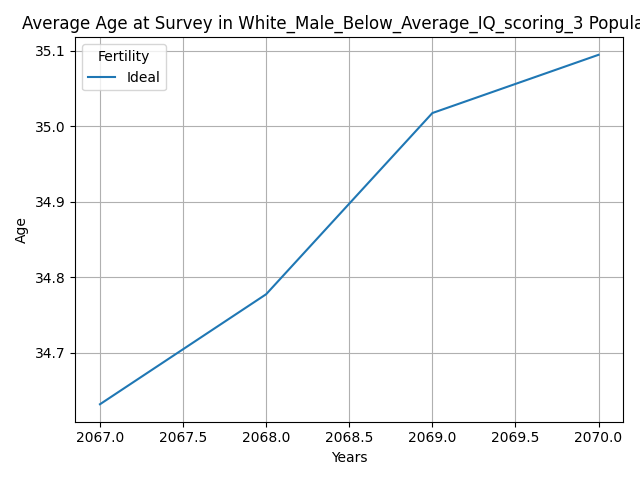 Average Age at Survey in White_Male_Below_Average_IQ_scoring_3 Popula
35.1
35.0
34.9
34.8
34.7
Age
Fertility
Ideal
2067.0 2067.5 2068.0 2068.5 2069.0 2069.5 2070.0
Years